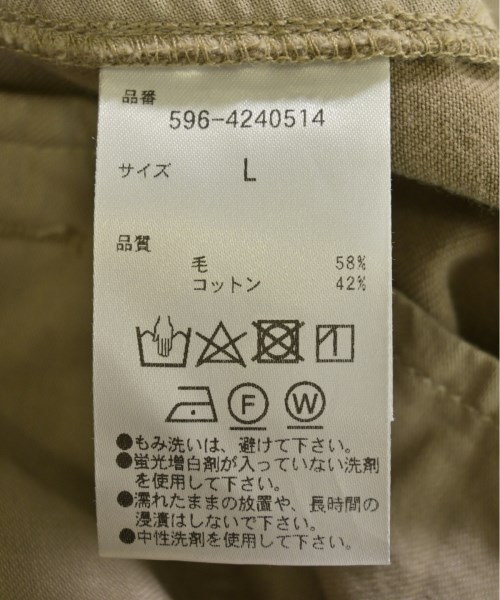 品番
596-4240514
サイズ L
品質
毛 58%
コットン 42%
F W
●もみ洗いは、避けて下さい。
●蛍光増白剤が入っていない洗剤
を使用して下さい。
●濡れたままの放置や、長時間の
浸漬はしないで下さい。
●中性洗剤を使用して下さい。